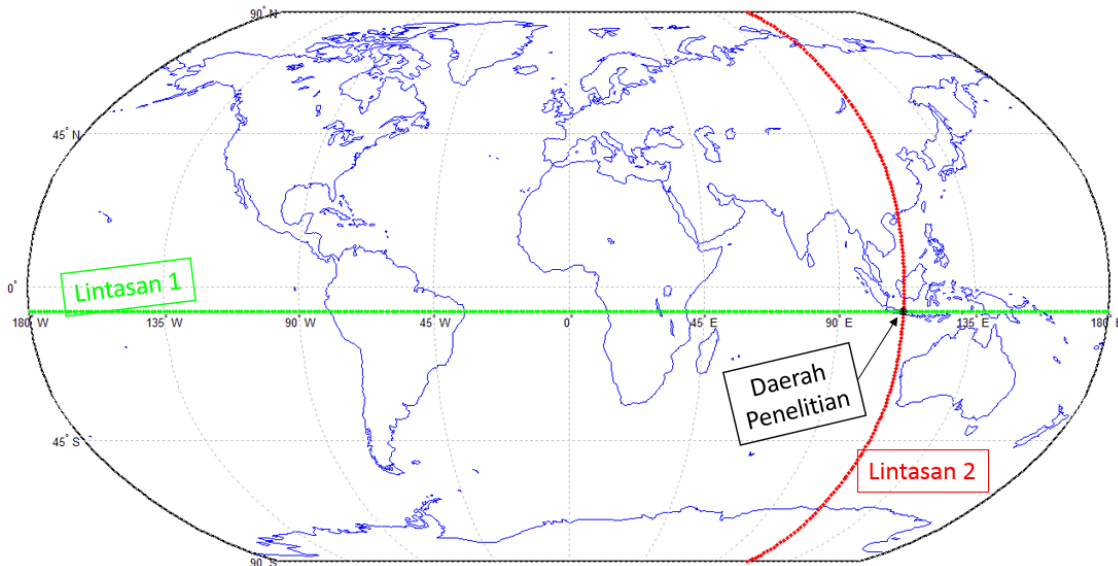 90° N
45° N
Lintasan 1
0°
180° W
135° W
90° W
45° W
0°
45° E
90° E
135° E
180° E
Daerah
Penelitian
45° S
Lintasan 2
90° S